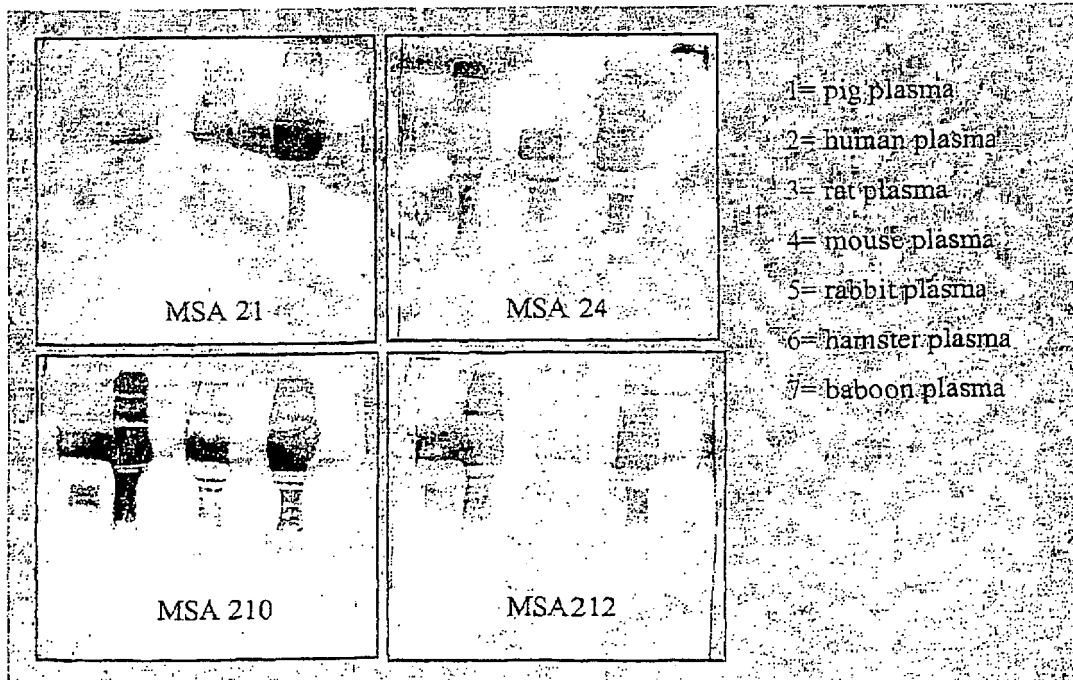 MSA 21
MSA 24
MSA 210
MSA212
1= pig plasma
2= human plasma
3= rat plasma
4= mouse plasma
5= rabbit plasma
6= hamster plasma
7= baboon plasma